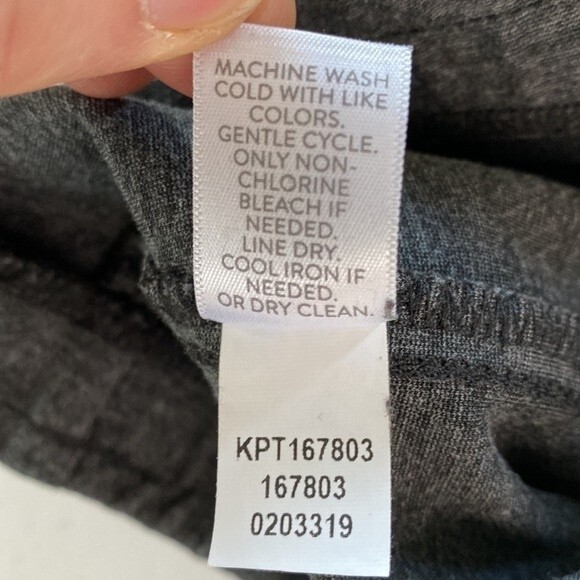 MACHINE WASH
COLD WITH LIKE
COLORS.
GENTLE CYCLE.
ONLY NON-
CHLORINE
BLEACH IF
NEEDED.
LINE DRY.
COOL IRON IF
NEEDED.
OR DRY CLEAN.
KPT167803
167803
0203319